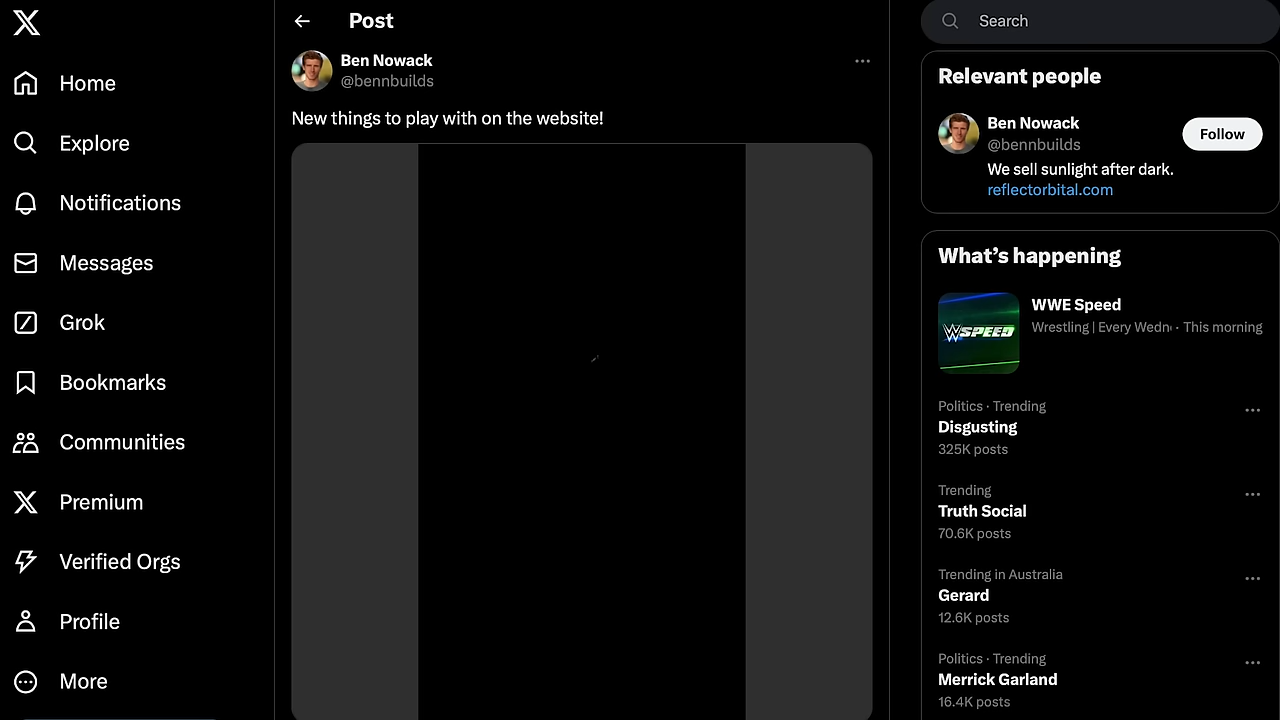 Home
Explore
Notifications
Messages
Grok
Bookmarks
Communities
Premium
Verified Orgs
Profile
More
Post
Ben Nowack
@bennbuilds
New things to play with on the website!
Search
Relevant people
Ben Nowack
@bennbuilds
Follow
We sell sunlight after dark.
reflectorbital.com
What's happening
WSPEED
WWE Speed
Wrestling | Every Wedn · This morning
Politics · Trending
Disgusting
325K posts
Trending
Truth Social
70.6K posts
Trending in Australia
Gerard
12.6K posts
Politics · Trending
Merrick Garland
16.4K posts